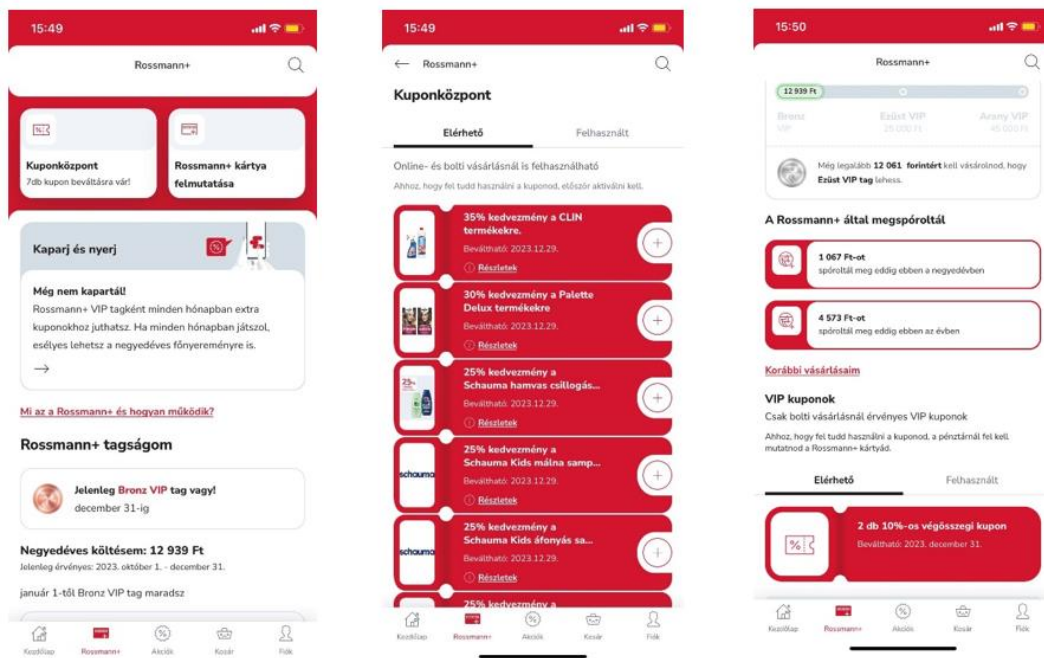 15:49
Rossmann+
Kuponközpont
7db kupon beváltásra vár!
Rossmann+ kártya
felmutatása
Kaparj és nyerj
Még nem kapartál!
Rossmann+ VIP tagként minden hónapban extra
kuponokhoz juthatsz. Ha minden hónapban játszol,
esélyes lehetsz a negyedéves főnyereményre is.
Mi az a Rossmann+ és hogyan működik?
Rossmann+ tagságom
Jelenleg Bronz VIP tag vagy!
december 31-ig
Negyedéves költésem: 12 939 Ft
Jelenleg érvényes: 2023. október 1. - december 31.
január 1-től Bronz VIP tag maradsz
Kezdőlap Rossmann+ Akciók Kosár Fiók
15:49
Rossmann+
Kuponközpont
Elérhető Felhasznált
Online- és bolti vásárlásnál is felhasználható
Ahhoz, hogy fel tudd használni a kuponod, először aktiválni kell.
35% kedvezmény a CLIN
termékekre.
Beváltható: 2023.12.29.
Részletek
30% kedvezmény a Palette
Delux termékekre
Beváltható: 2023.12.29.
Részletek
25%
25% kedvezmény a
Schauma hamvas csillogás...
Beváltható: 2023.12.29.
Részletek
schauma
25% kedvezmény a
Schauma Kids málna samp...
Beváltható: 2023.12.29.
Részletek
schauma
25% kedvezmény a
Schauma Kids áfonyás sa...
Beváltható: 2023.12.29.
Részletek
25% kedvezmény a
Kezdőlap Rossmann+ Akciók Kosár Fiók
15:50
Rossmann+
12 939 Ft
Bronz Ezüst VIP Arany VIP
VIP 25 000 Ft 45 000 Ft
Még legalább 12 061 forintért kell vásárolnod, hogy
Ezüst VIP tag lehess.
A Rossmann+ által megspóroltál
1 067 Ft-ot
spóroltál meg eddig ebben a negyedévben
4 573 Ft-ot
spóroltál meg eddig ebben az évben
Korábbi vásárlásaim
VIP kuponok
Csak bolti vásárlásnál érvényes VIP kuponok
Ahhoz, hogy fel tudd használni a kuponod, a pénztárnál fel kell
mutatnod a Rossmann+ kártyád.
Elérhető Felhasznált
2 db 10%-os végösszegi kupon
Beváltható: 2023. december 31.
Kezdőlap Rossmann+ Akciók Kosár Fiók